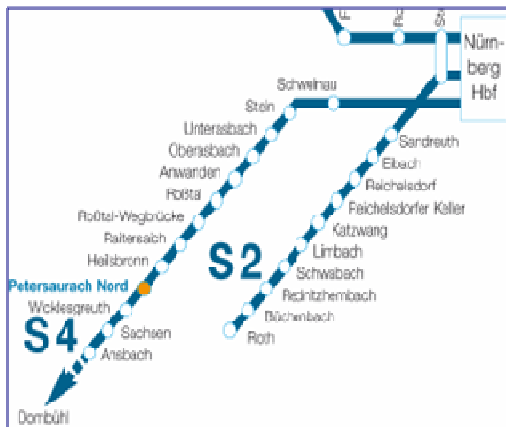 Nürn-
berg
Hbf
Schweinau
Stein
Unterasbach
Oberasbach
Anwanden
Roßtal
Roßtal-Wegbrücke
Raitersaich
Heilsbronn
Petersaurach Nord
Wicklesgreuth
Sachsen
Ansbach
Dombühl
S4
S2
Sandreuth
Eibach
Reichelsdorf
Reichelsdorfer Keller
Katzwang
Limbach
Schwabach
Rednitzhembach
Büchenbach
Roth